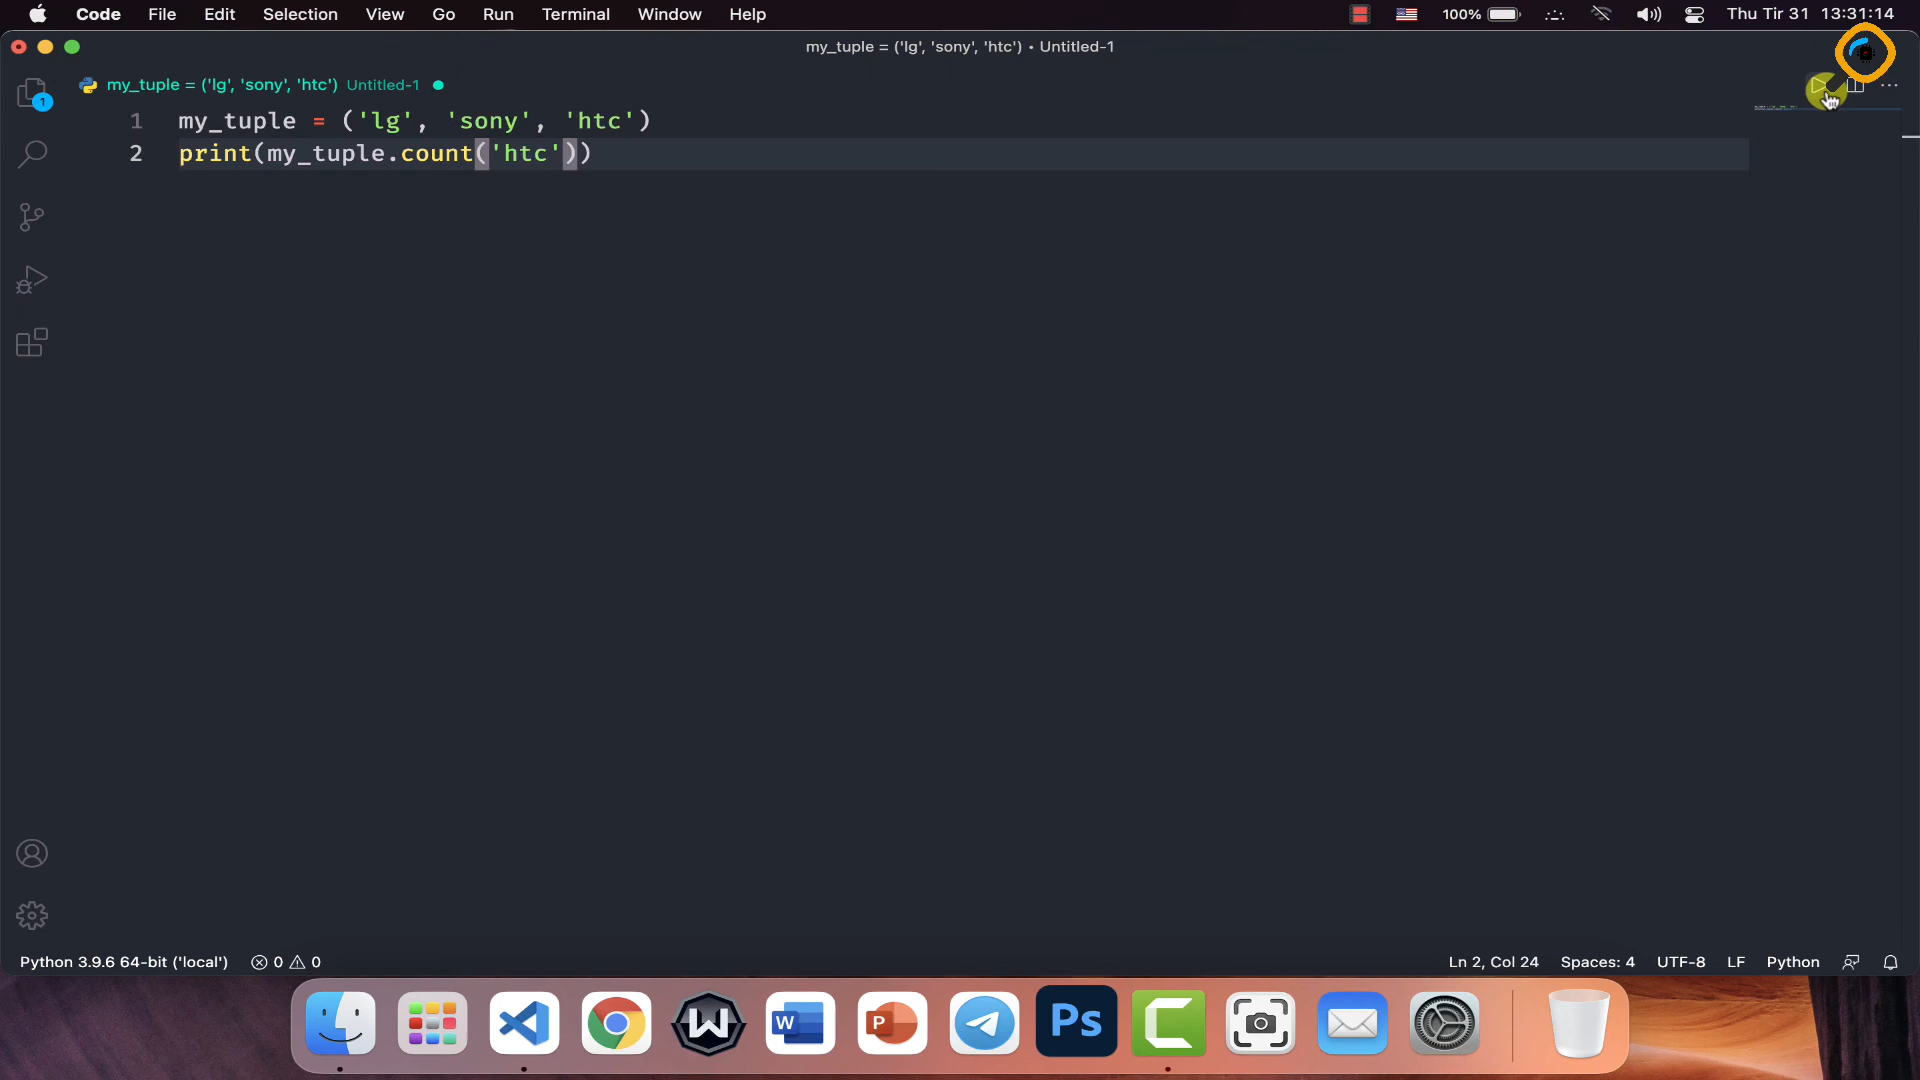 Code File Edit Selection View Go Run Terminal Window Help 100% Thu Tir 31 13:31:14
my_tuple = ('lg', 'sony', 'htc') • Untitled-1
my_tuple = ('lg', 'sony', 'htc') Untitled-1
1
1 my_tuple = ('lg', 'sony', 'htc')
2 print(my_tuple.count('htc'))
Python 3.9.6 64-bit ('local') 0 0 Ln 2, Col 24 Spaces: 4 UTF-8 LF Python
W W P Ps